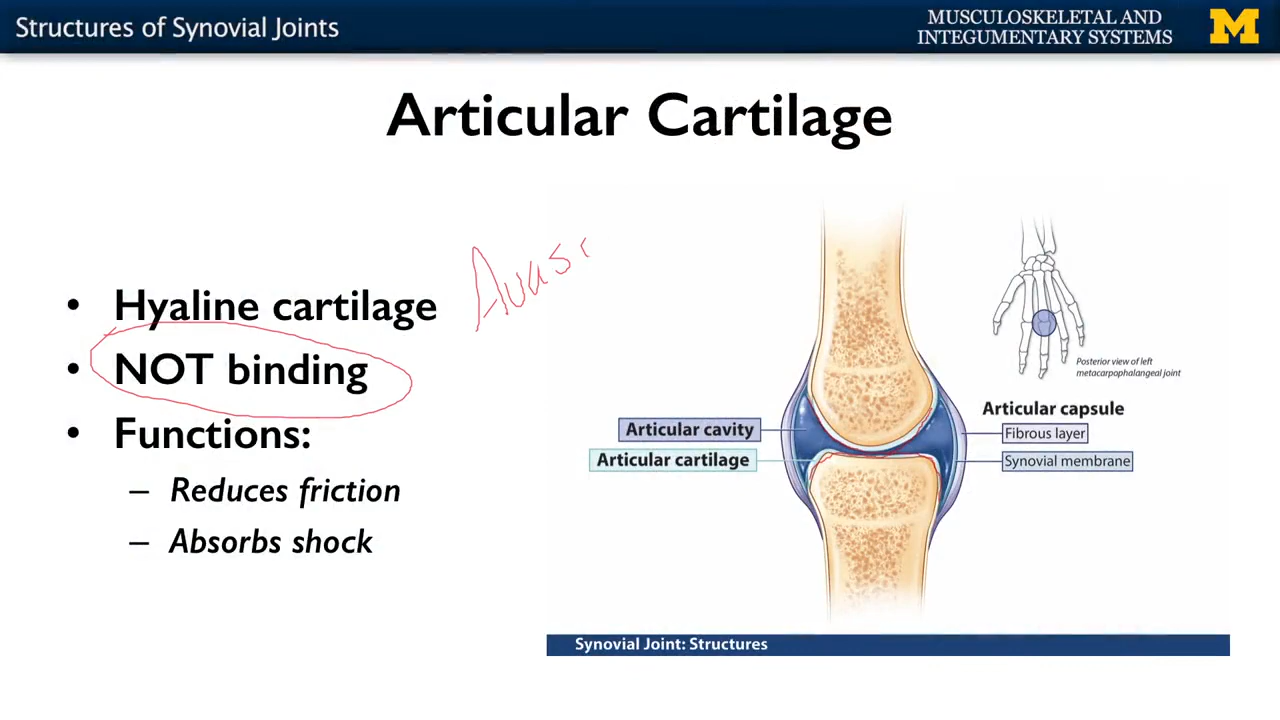 Structures of Synovial Joints
MUSCULOSKELETAL AND
INTEGUMENTARY SYSTEMS
M
Articular Cartilage
• Hyaline cartilage
Avas
• NOT binding
• Functions:
– Reduces friction
– Absorbs shock
Posterior view of left
metacarpophalangeal joint
Articular capsule
Fibrous layer
Synovial membrane
Articular cavity
Articular cartilage
Synovial Joint: Structures